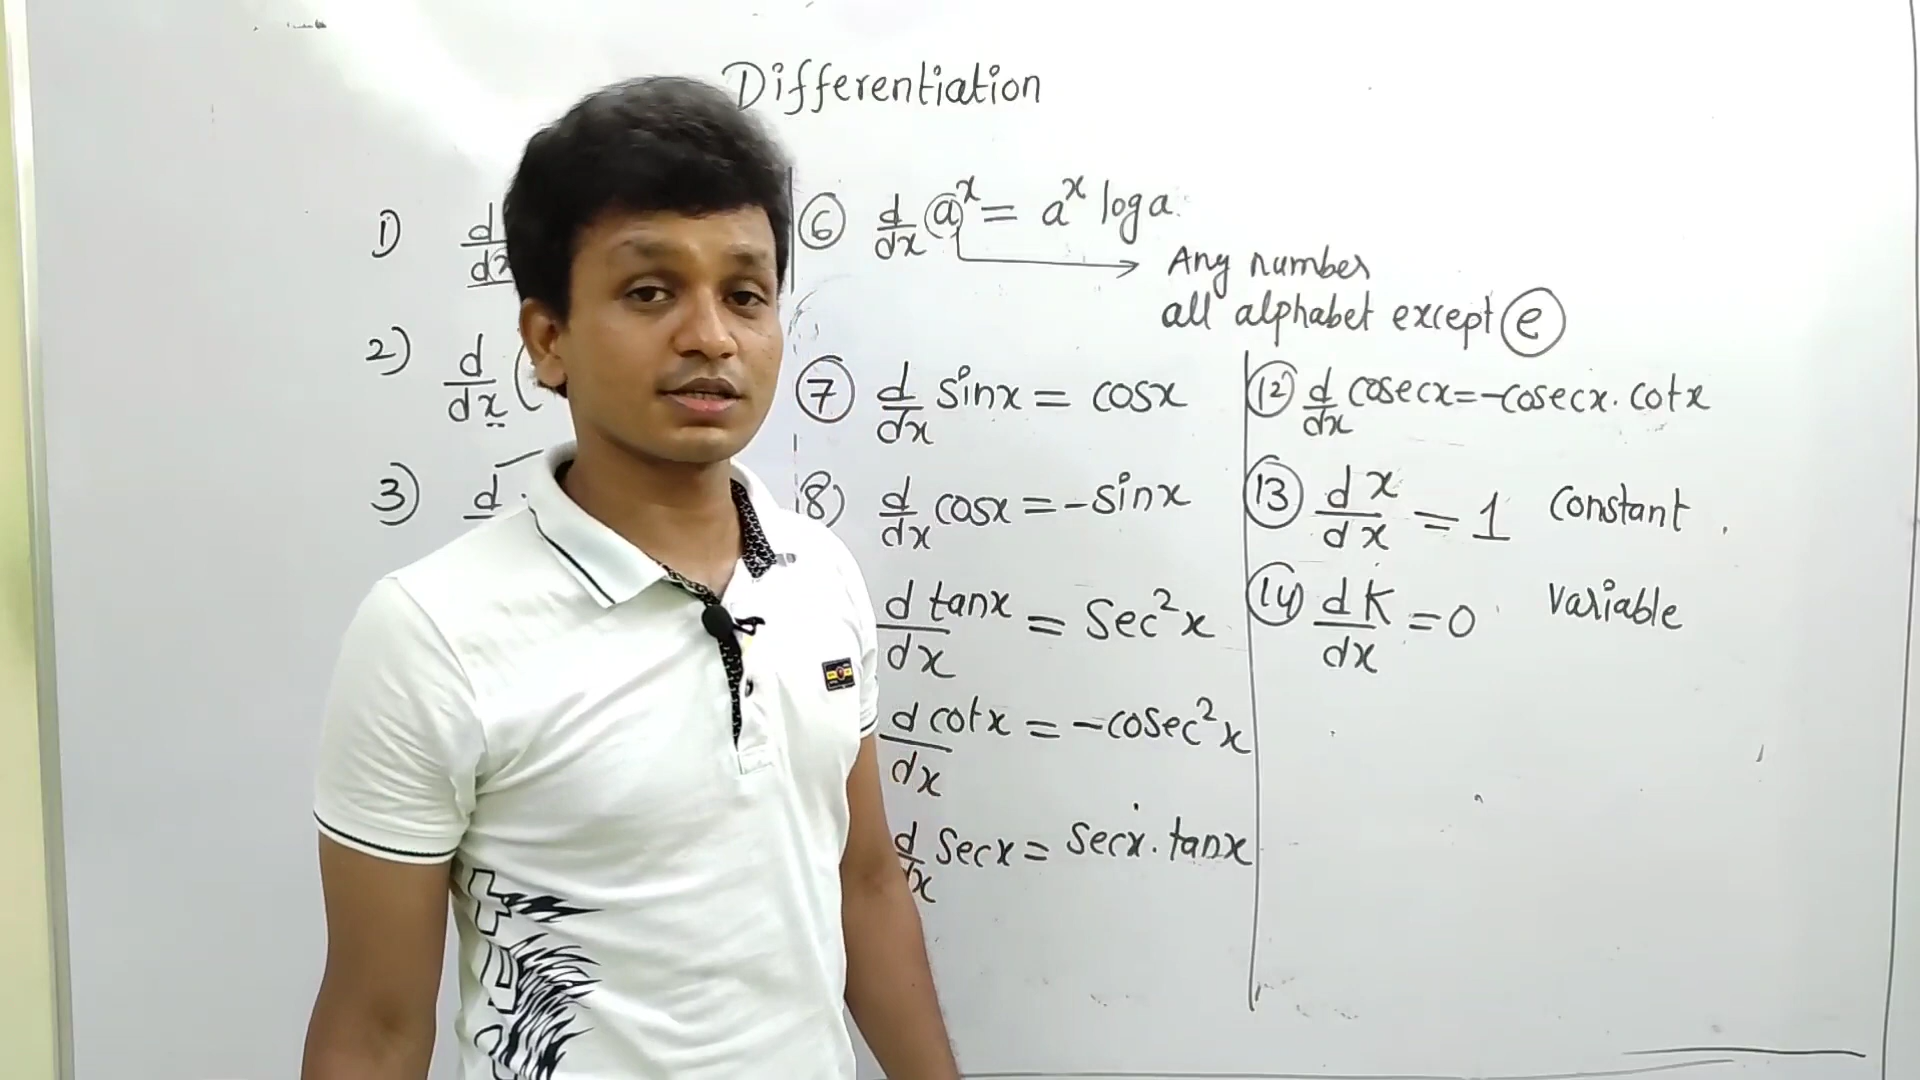 Differentiation
1) d/dx
2) d/dx (
3) d
⑥ d/dx a^x = a^x log a
Any number
all alphabet except e
⑦ d/dx sinx = cosx
8) d/dx cosx = -sinx
d tanx/dx = Sec²x
d cotx/dx = -cosec²x
d/dx Secx = Secx . tanx
⑫ d/dx cosecx = -cosecx . cotx
⑬ dx/dx = 1 Constant
⑭ dK/dx = 0 Variable